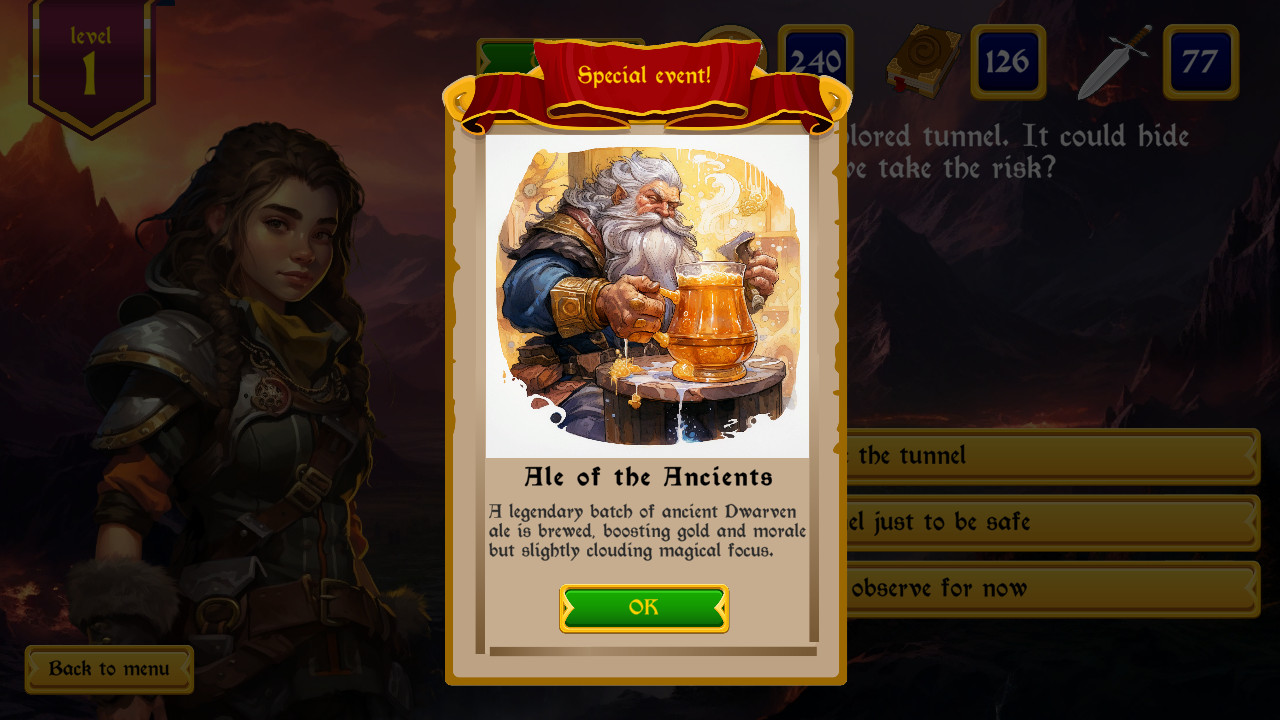 level
1
Special event!
240
126
77
plored tunnel. It could hide
we take the risk?
Ale of the Ancients
A legendary batch of ancient Dwarven
ale is brewed, boosting gold and morale
but slightly clouding magical focus.
OK
the tunnel
just to be safe
observe for now
Back to menu